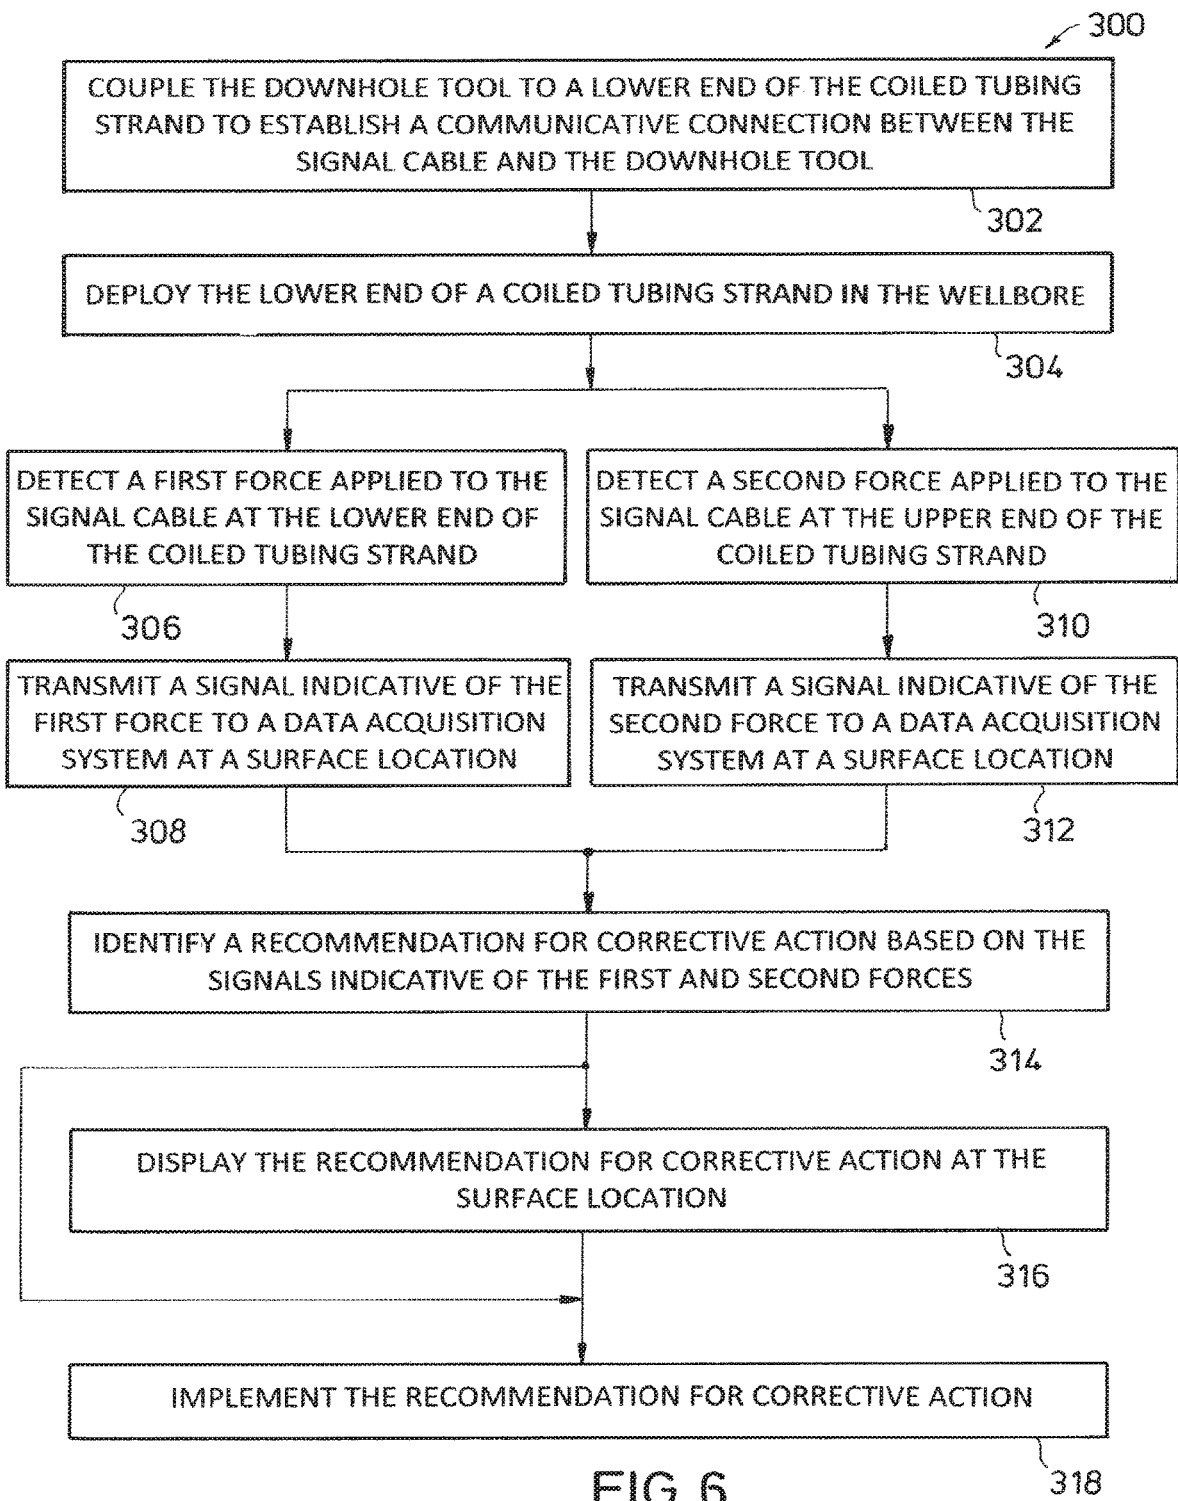 300
COUPLE THE DOWNHOLE TOOL TO A LOWER END OF THE COILED TUBING
STRAND TO ESTABLISH A COMMUNICATIVE CONNECTION BETWEEN THE
SIGNAL CABLE AND THE DOWNHOLE TOOL
302
DEPLOY THE LOWER END OF A COILED TUBING STRAND IN THE WELLBORE
304
DETECT A FIRST FORCE APPLIED TO THE
SIGNAL CABLE AT THE LOWER END OF
THE COILED TUBING STRAND
306
DETECT A SECOND FORCE APPLIED TO THE
SIGNAL CABLE AT THE UPPER END OF THE
COILED TUBING STRAND
310
TRANSMIT A SIGNAL INDICATIVE OF THE
FIRST FORCE TO A DATA ACQUISITION
SYSTEM AT A SURFACE LOCATION
308
TRANSMIT A SIGNAL INDICATIVE OF THE
SECOND FORCE TO A DATA ACQUISITION
SYSTEM AT A SURFACE LOCATION
312
IDENTIFY A RECOMMENDATION FOR CORRECTIVE ACTION BASED ON THE
SIGNALS INDICATIVE OF THE FIRST AND SECOND FORCES
314
DISPLAY THE RECOMMENDATION FOR CORRECTIVE ACTION AT THE
SURFACE LOCATION
316
IMPLEMENT THE RECOMMENDATION FOR CORRECTIVE ACTION
318
FIG. 6